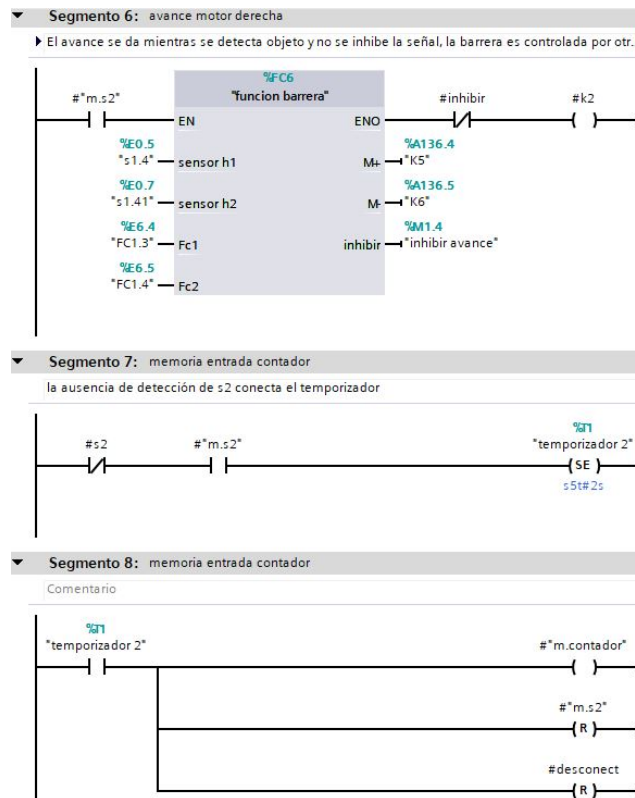 Segmento 6: avance motor derecha
El avance se da mientras se detecta objeto y no se inhibe la señal, la barrera es controlada por otr.
%FC6
#"m.s2" "funcion barrera" #inhibir #k2
EN ENO
%E0.5 %A136.4
"s1.4" sensor h1 M+ "K5"
%E0.7 %A136.5
"s1.41" sensor h2 M- "K6"
%E6.4 %M1.4
"FC1.3" Fc1 inhibir "inhibir avance"
%E6.5
"FC1.4" Fc2
Segmento 7: memoria entrada contador
la ausencia de detección de s2 conecta el temporizador
%T1
#s2 #"m.s2" "temporizador 2"
SE
s5t#2s
Segmento 8: memoria entrada contador
Comentario
%T1
"temporizador 2" #"m.contador"
#"m.s2"
R
#desconect
R